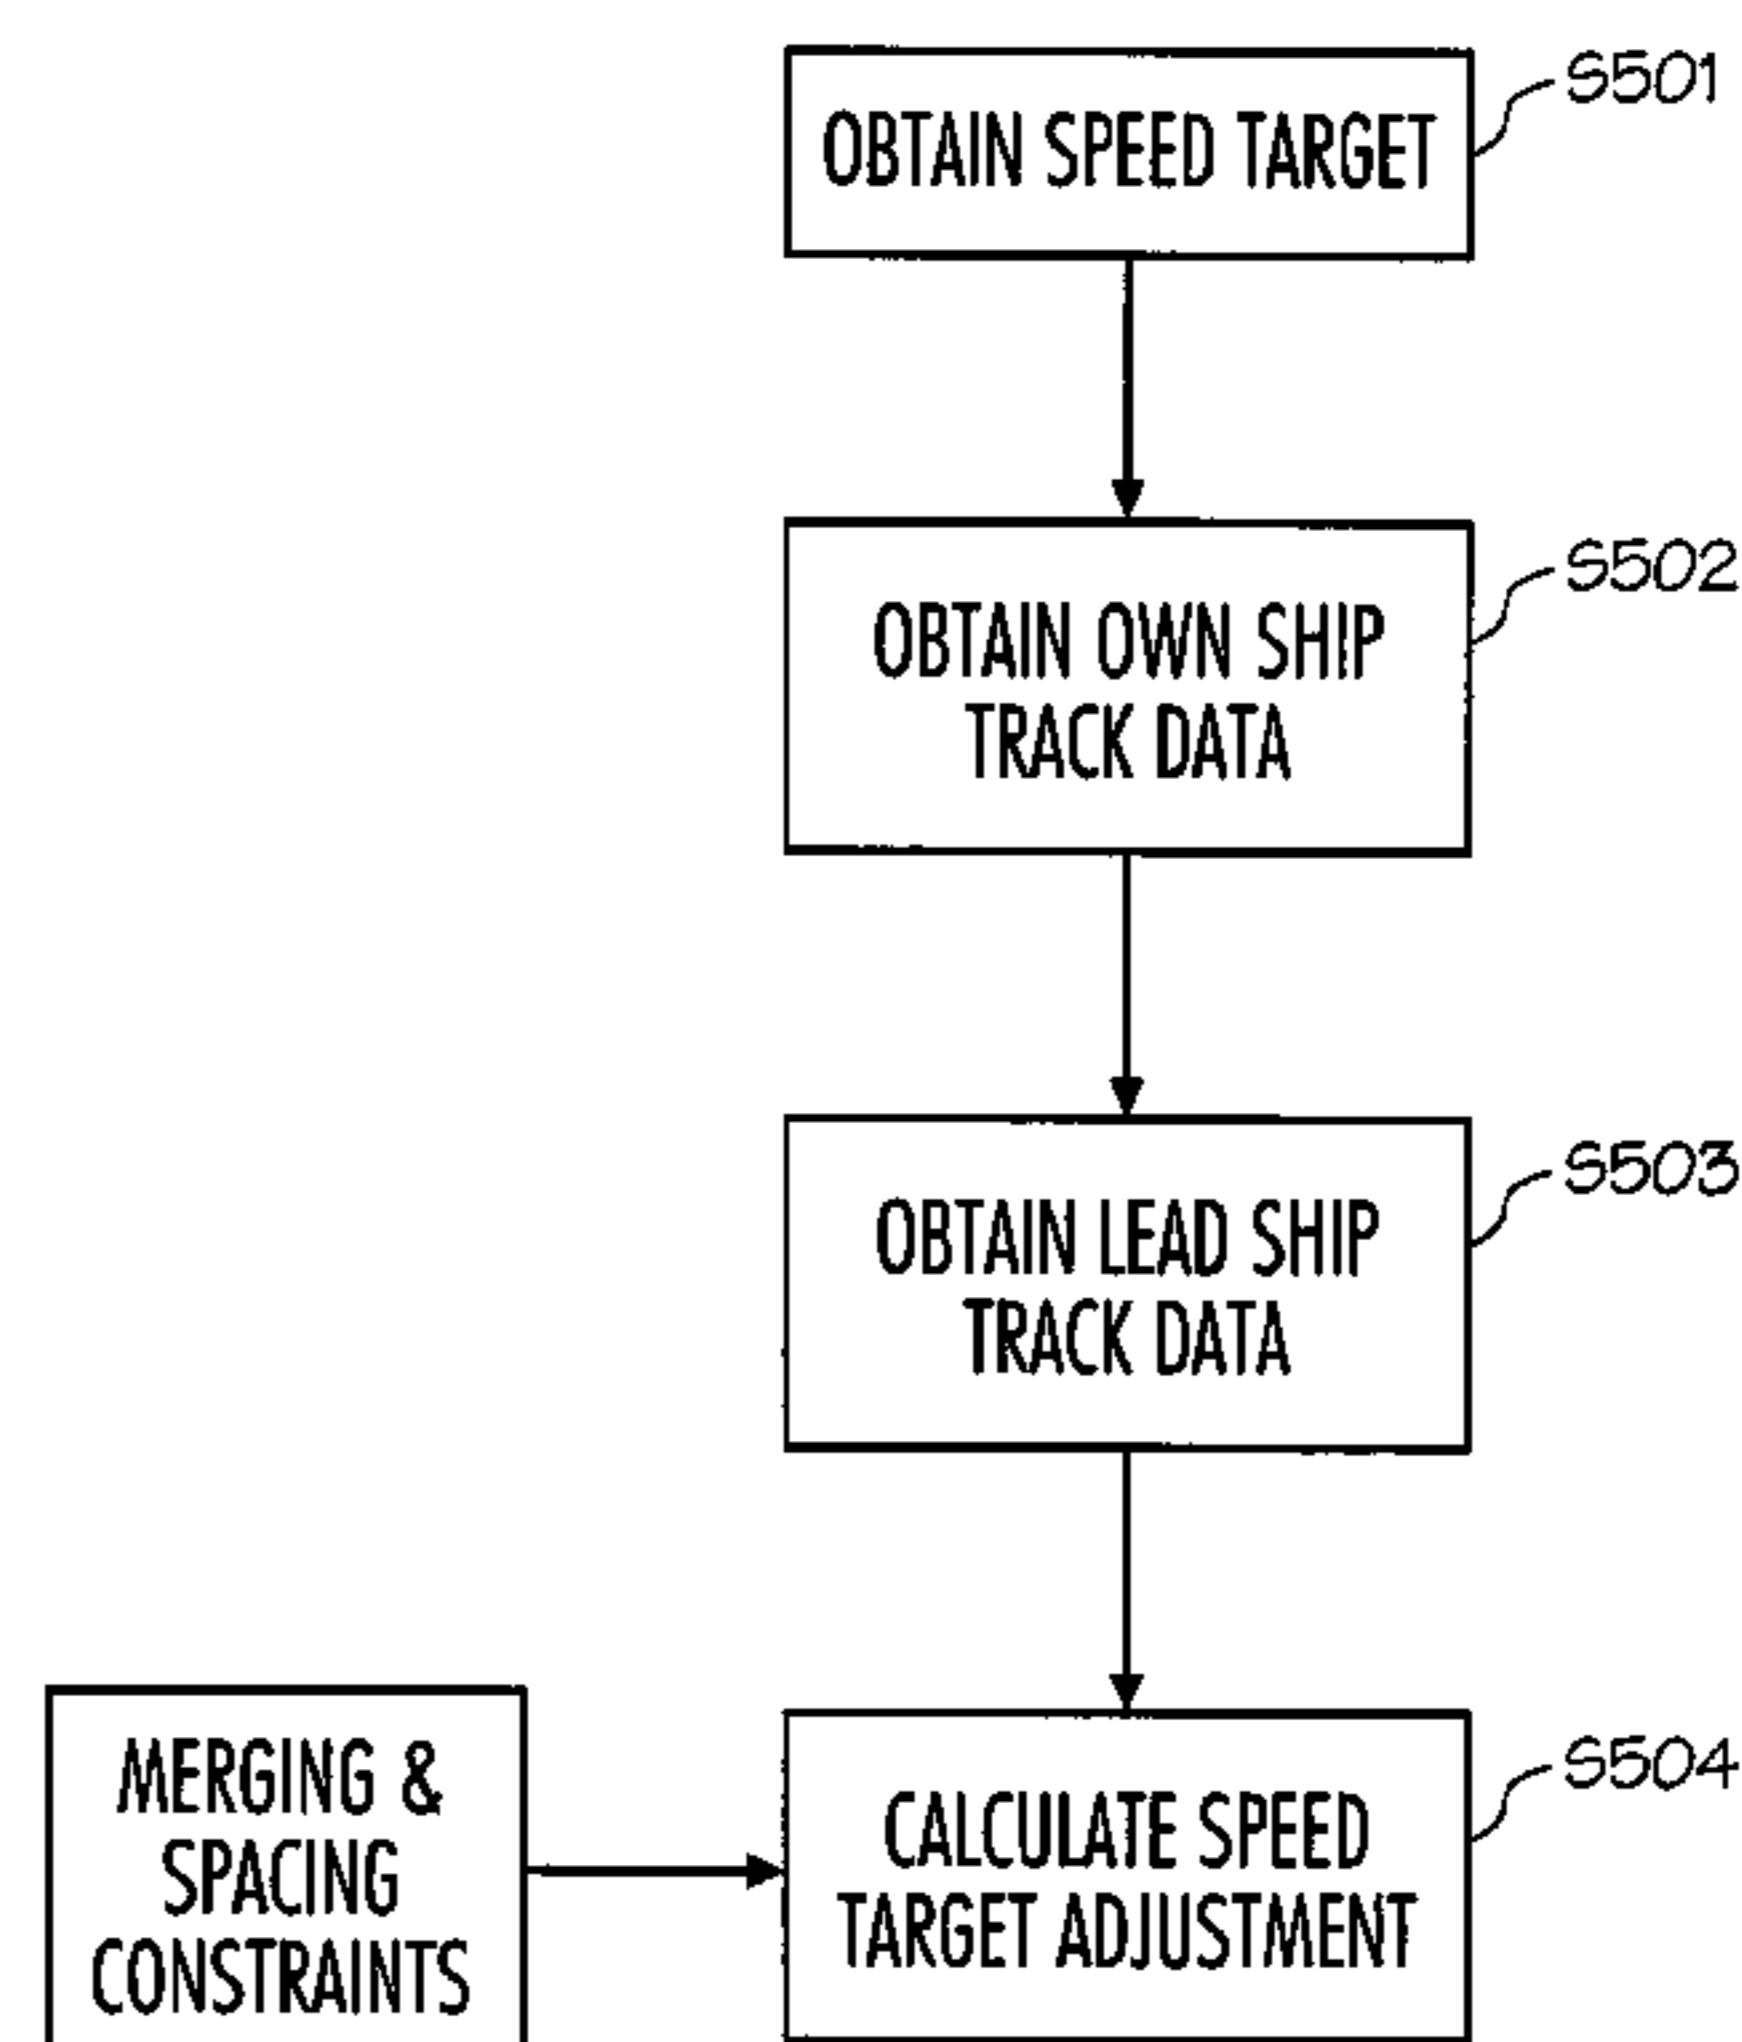 OBTAIN SPEED TARGET
S501
OBTAIN OWN SHIP
TRACK DATA
S502
OBTAIN LEAD SHIP
TRACK DATA
S503
MERGING &
SPACING
CONSTRAINTS
CALCULATE SPEED
TARGET ADJUSTMENT
S504